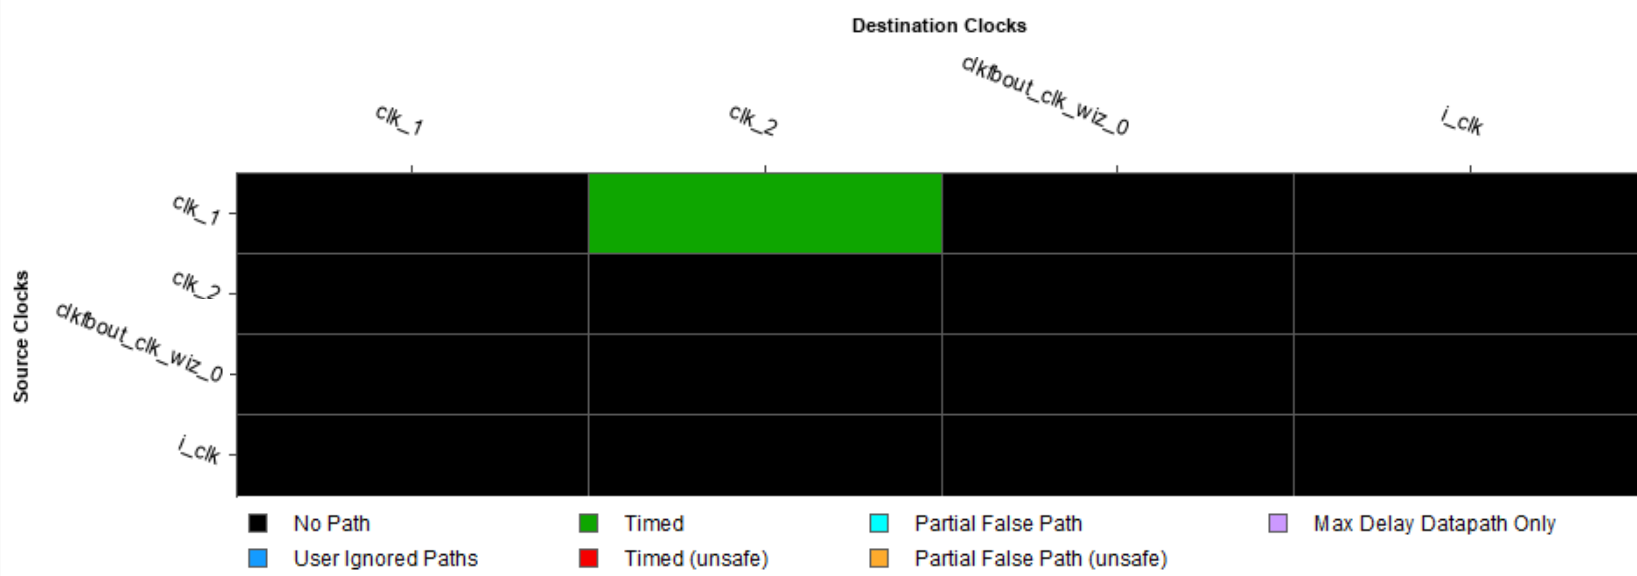 Destination Clocks
clk_1
clk_2
clkfbout_clk_wiz_0
i_clk
Source Clocks
clk_1
clk_2
clkfbout_clk_wiz_0
i_clk
No Path
Timed
Partial False Path
Max Delay Datapath Only
User Ignored Paths
Timed (unsafe)
Partial False Path (unsafe)